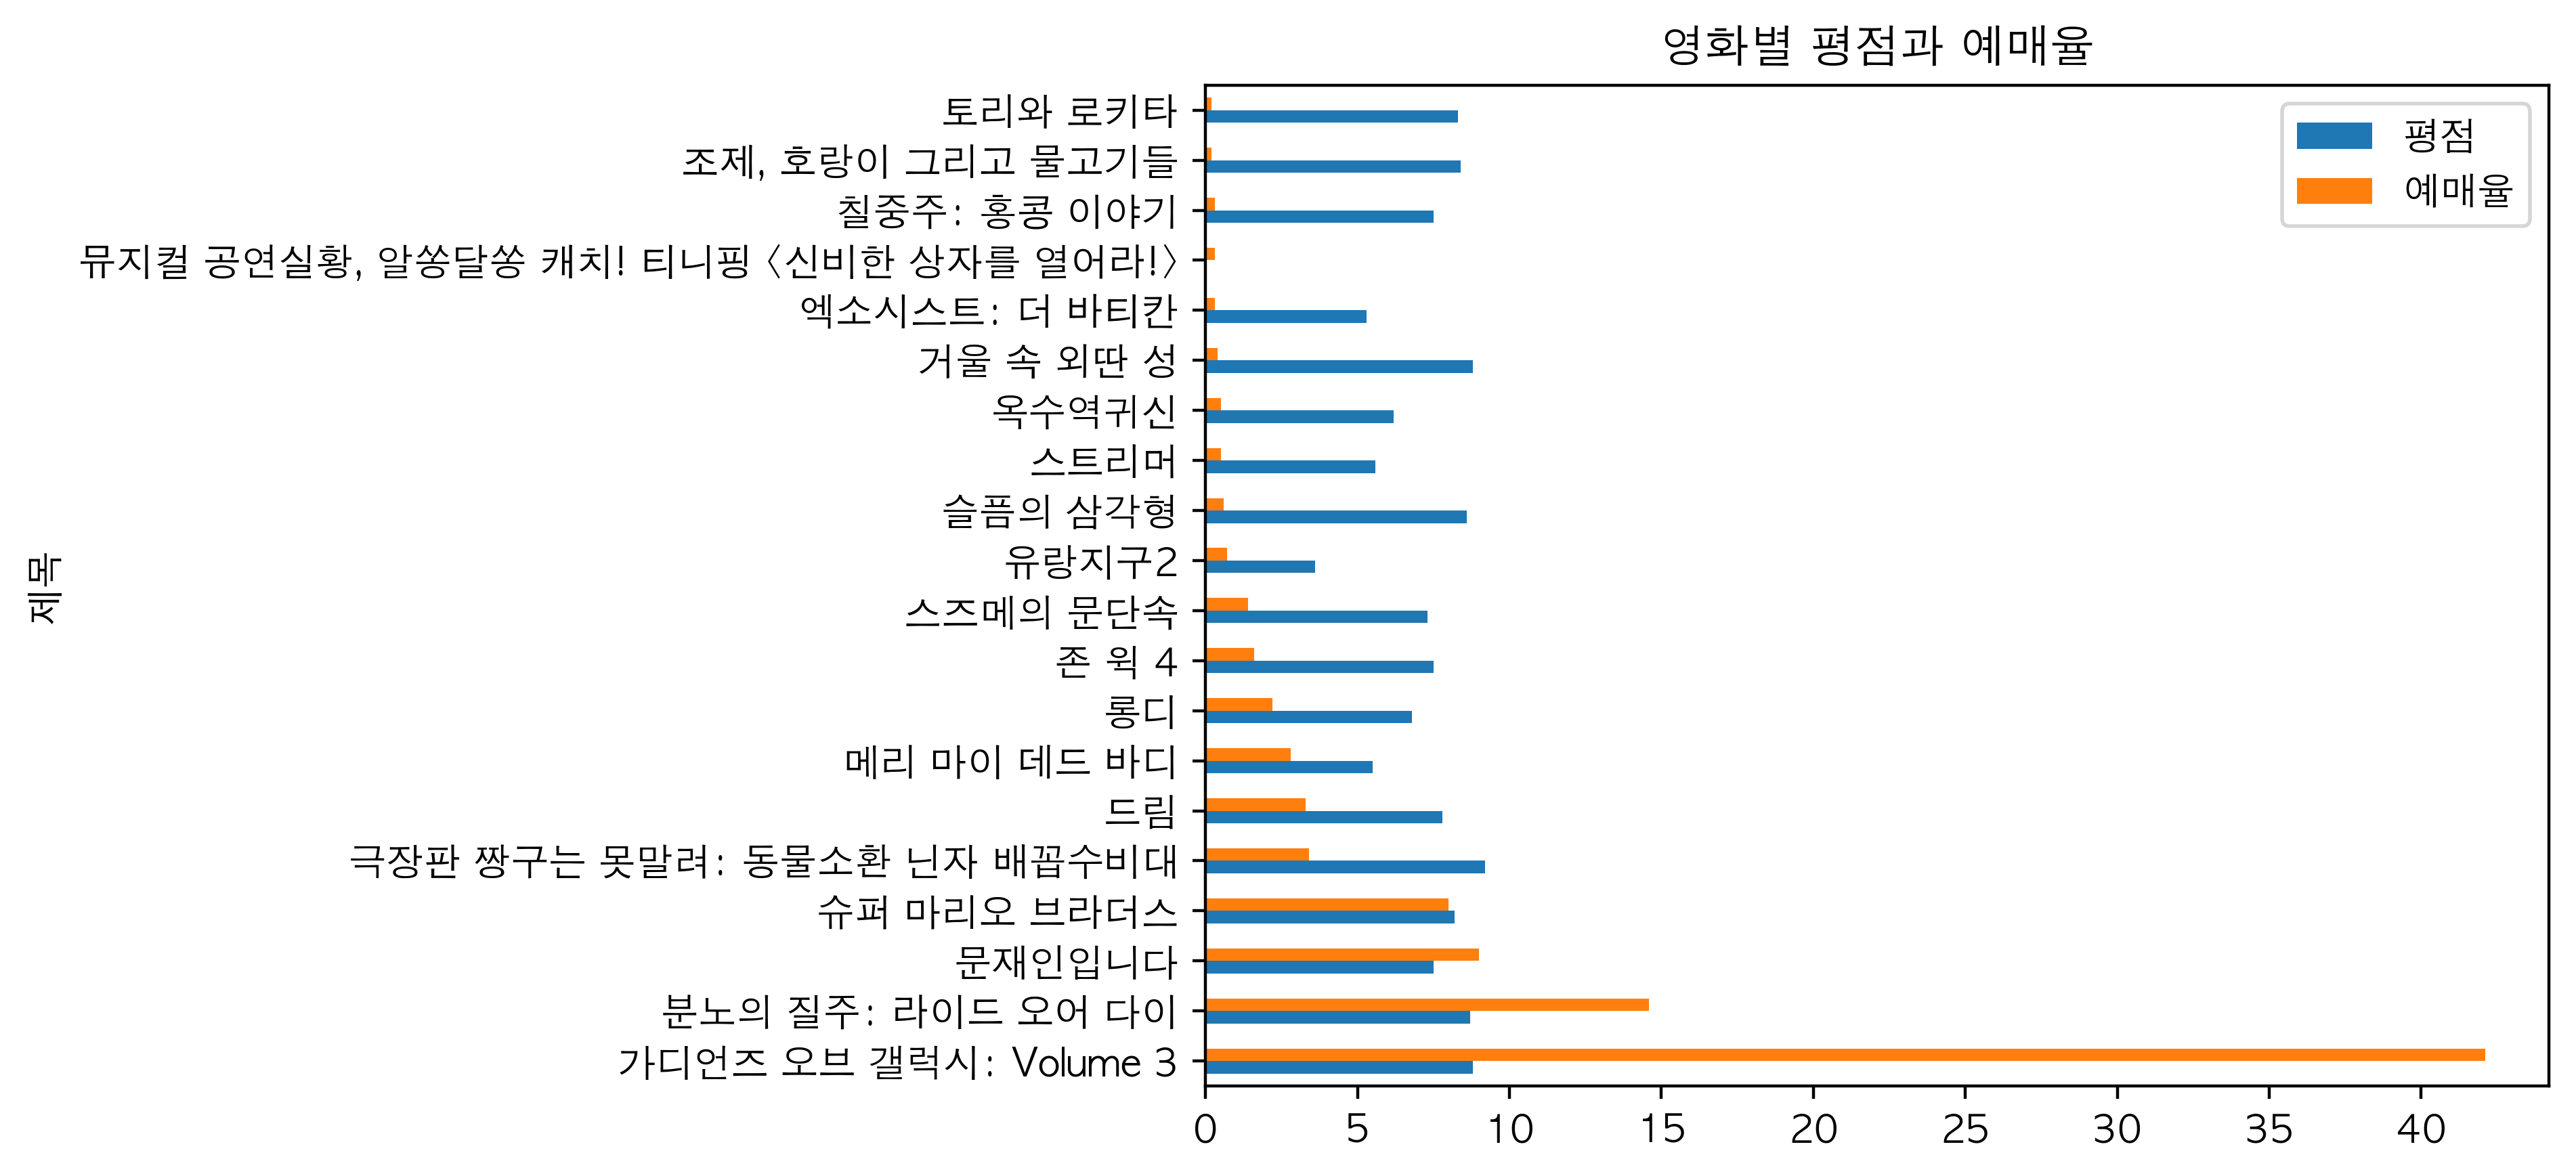 영화별 평점과 예매율
평점
예매율
토리와 로키타
조제, 호랑이 그리고 물고기들
칠중주: 홍콩 이야기
뮤지컬 공연실황, 알쏭달쏭 캐치! 티니핑 〈신비한 상자를 열어라!〉
엑소시스트: 더 바티칸
거울 속 외딴 성
옥수역귀신
스트리머
슬픔의 삼각형
유랑지구2
스즈메의 문단속
존 윅 4
롱디
메리 마이 데드 바디
드림
극장판 짱구는 못말려: 동물소환 닌자 배꼽수비대
슈퍼 마리오 브라더스
문재인입니다
분노의 질주: 라이드 오어 다이
가디언즈 오브 갤럭시: Volume 3
제목
0 5 10 15 20 25 30 35 40